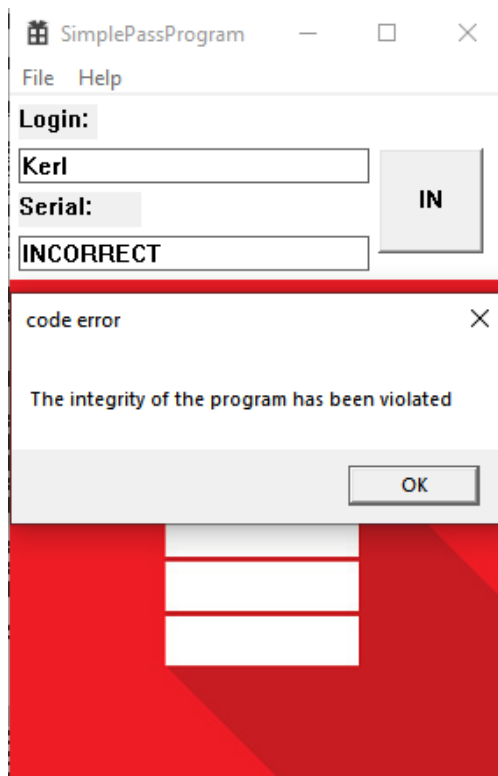 SimplePassProgram
File Help
Login:
Kerl
Serial:
IN
INCORRECT
code error
The integrity of the program has been violated
OK